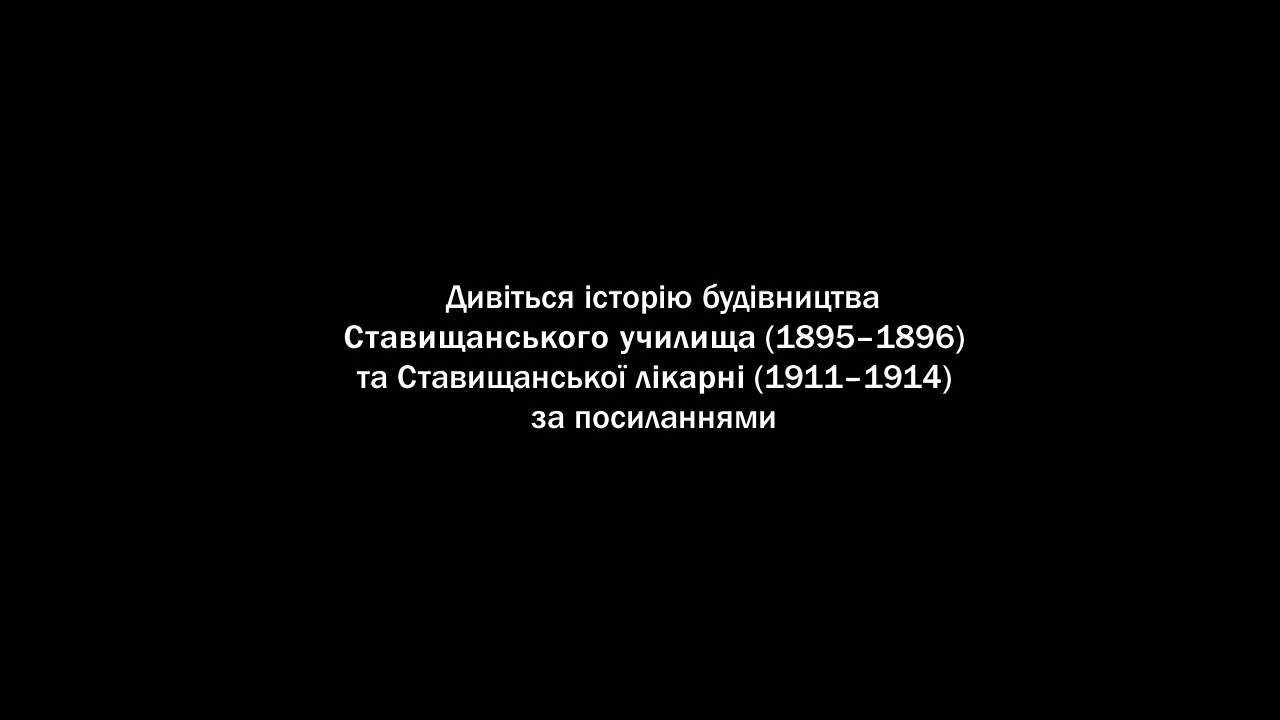 Дивіться історію будівництва
Ставищанського училища (1895–1896)
та Ставищанської лікарні (1911–1914)
за посиланнями